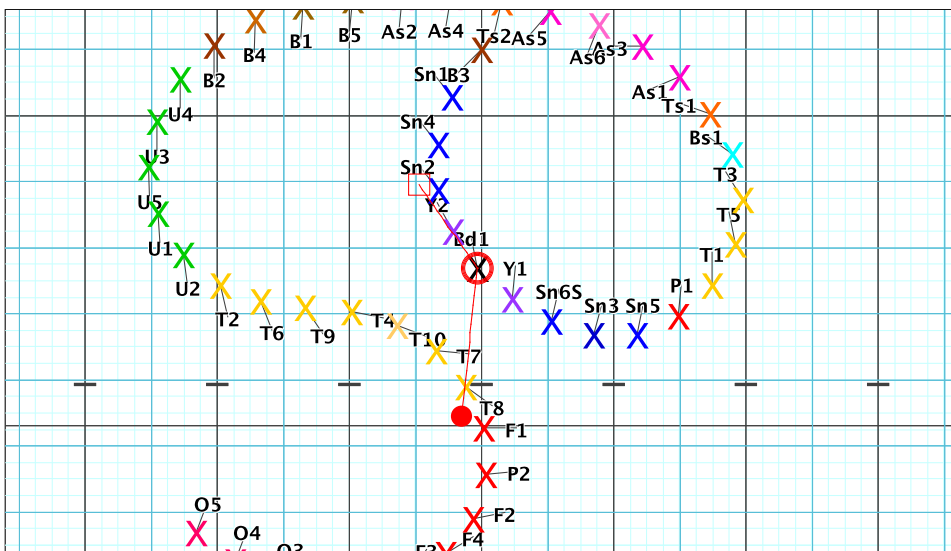 B4 B1 B5 As2 As4 Ts2 As5 As6 As3
B2 Sn1 B3 As1 Ts1
U4 Sn4 Bs1
U3 Sn2 T3
U5 Y2 T5
U1 Bd1 T1
U2 Y1 P1
T2 T6 T9 T4 T10 Sn6S Sn3 Sn5
T7
T8
F1
P2
O5 F2
O4 O3 F3 F4